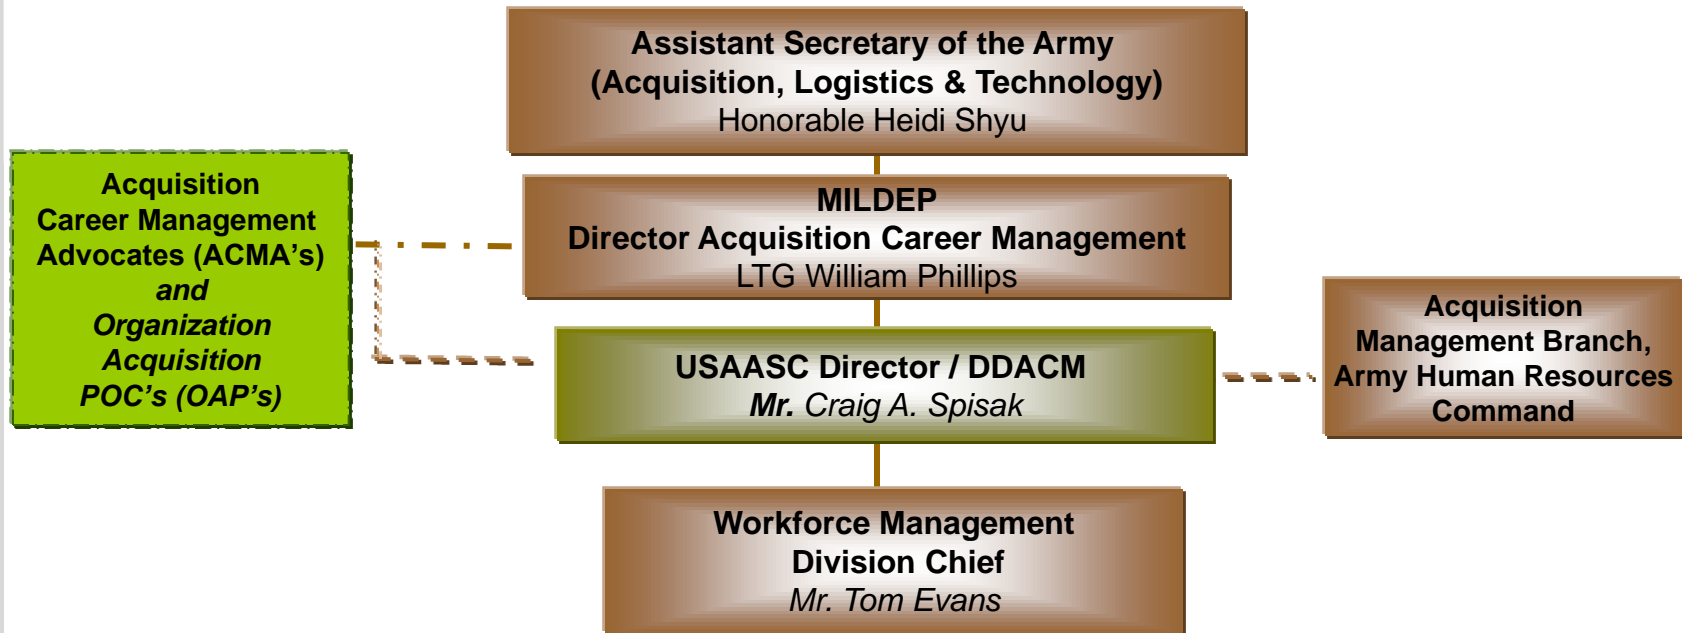 Assistant Secretary of the Army
(Acquisition, Logistics & Technology)
Honorable Heidi Shyu
Acquisition
Career Management
Advocates (ACMA’s)
and
Organization
Acquisition
POC’s (OAP’s)
MILDEP
Director Acquisition Career Management
LTG William Phillips
USAASC Director / DDACM
Mr. Craig A. Spisak
Acquisition
Management Branch,
Army Human Resources
Command
Workforce Management
Division Chief
Mr. Tom Evans